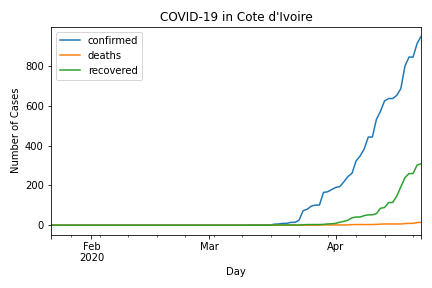 COVID-19 in Cote d'Ivoire
confirmed
deaths
recovered
Number of Cases
800
600
400
200
0
Feb
2020
Mar
Apr
Day